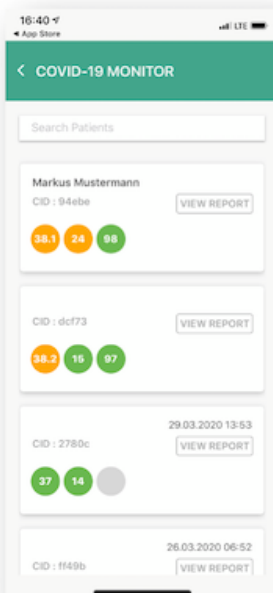 16:40
App Store
LTE
COVID-19 MONITOR
Search Patients
Markus Mustermann
CID : 94ebe
VIEW REPORT
38.1 24 98
CID : dcf73
VIEW REPORT
38.2 15 97
29.03.2020 13:53
CID : 2780c
VIEW REPORT
37 14
26.03.2020 06:52
CID : ff49b
VIEW REPORT